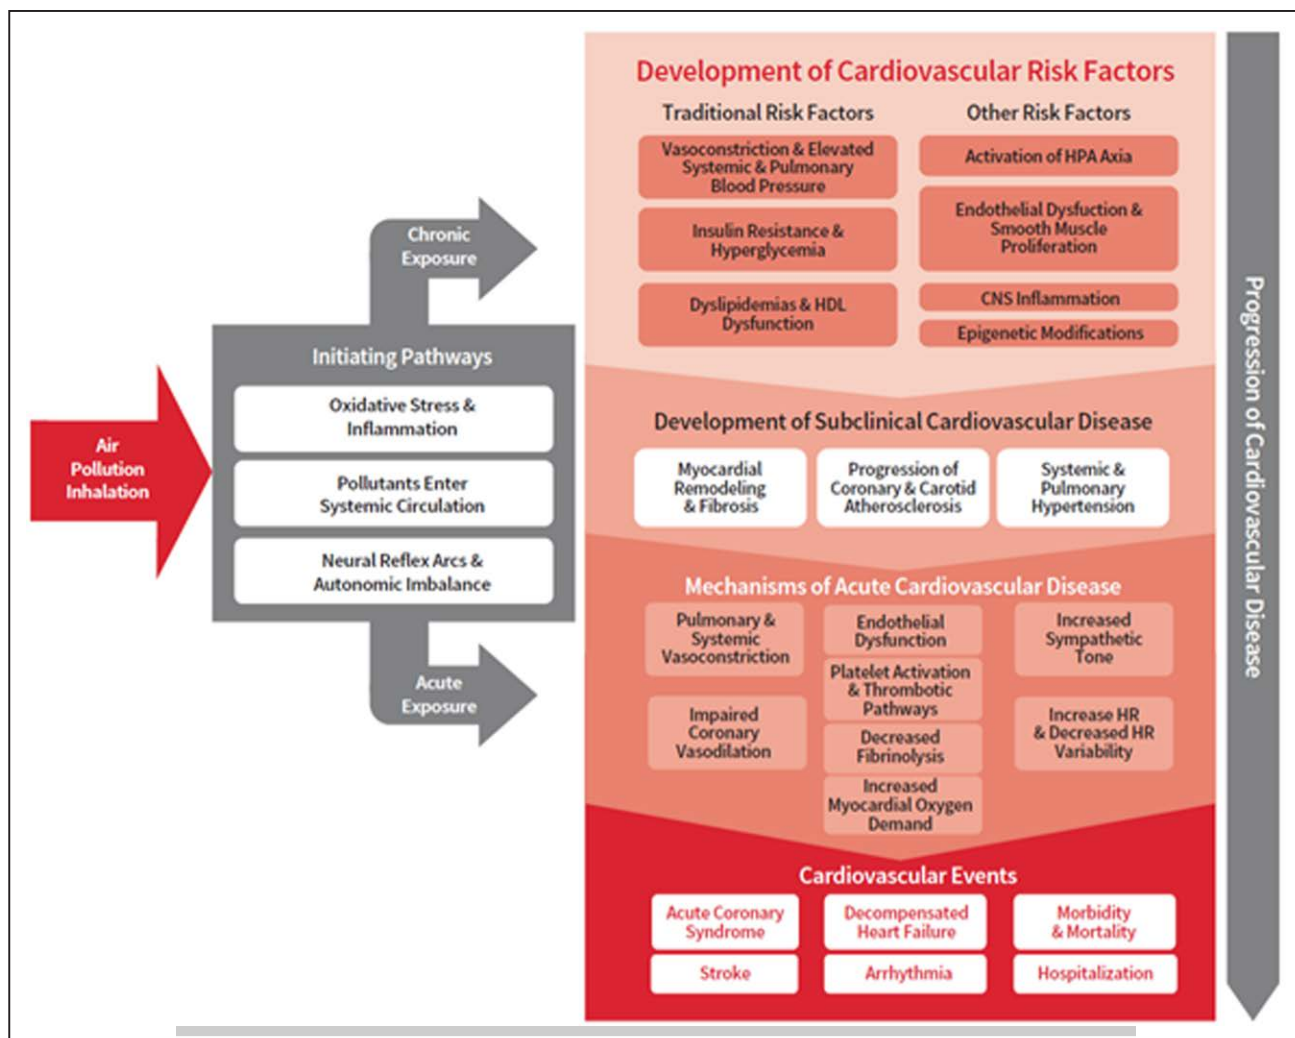 Air
Pollution
Inhalation
Chronic
Exposure
Initiating Pathways
Oxidative Stress &
Inflammation
Pollutants Enter
Systemic Circulation
Neural Reflex Arcs &
Autonomic Imbalance
Acute
Exposure
Development of Cardiovascular Risk Factors
Traditional Risk Factors
Vasoconstriction & Elevated
Systemic & Pulmonary
Blood Pressure
Insulin Resistance &
Hyperglycemia
Dyslipidemias & HDL
Dysfunction
Other Risk Factors
Activation of HPA Axia
Endothelial Dysfuction &
Smooth Muscle
Proliferation
CNS Inflammation
Epigenetic Modifications
Development of Subclinical Cardiovascular Disease
Myocardial
Remodeling
& Fibrosis
Progression of
Coronary & Carotid
Atherosclerosis
Systemic &
Pulmonary
Hypertension
Mechanisms of Acute Cardiovascular Disease
Pulmonary &
Systemic
Vasoconstriction
Impaired
Coronary
Vasodilation
Endothelial
Dysfunction
Platelet Activation
& Thrombotic
Pathways
Decreased
Fibrinolysis
Increased
Myocardial Oxygen
Demand
Increased
Sympathetic
Tone
Increase HR
& Decreased HR
Variability
Cardiovascular Events
Acute Coronary
Syndrome
Decompensated
Heart Failure
Morbidity
& Mortality
Stroke
Arrhythmia
Hospitalization
Progression of Cardiovascular Disease